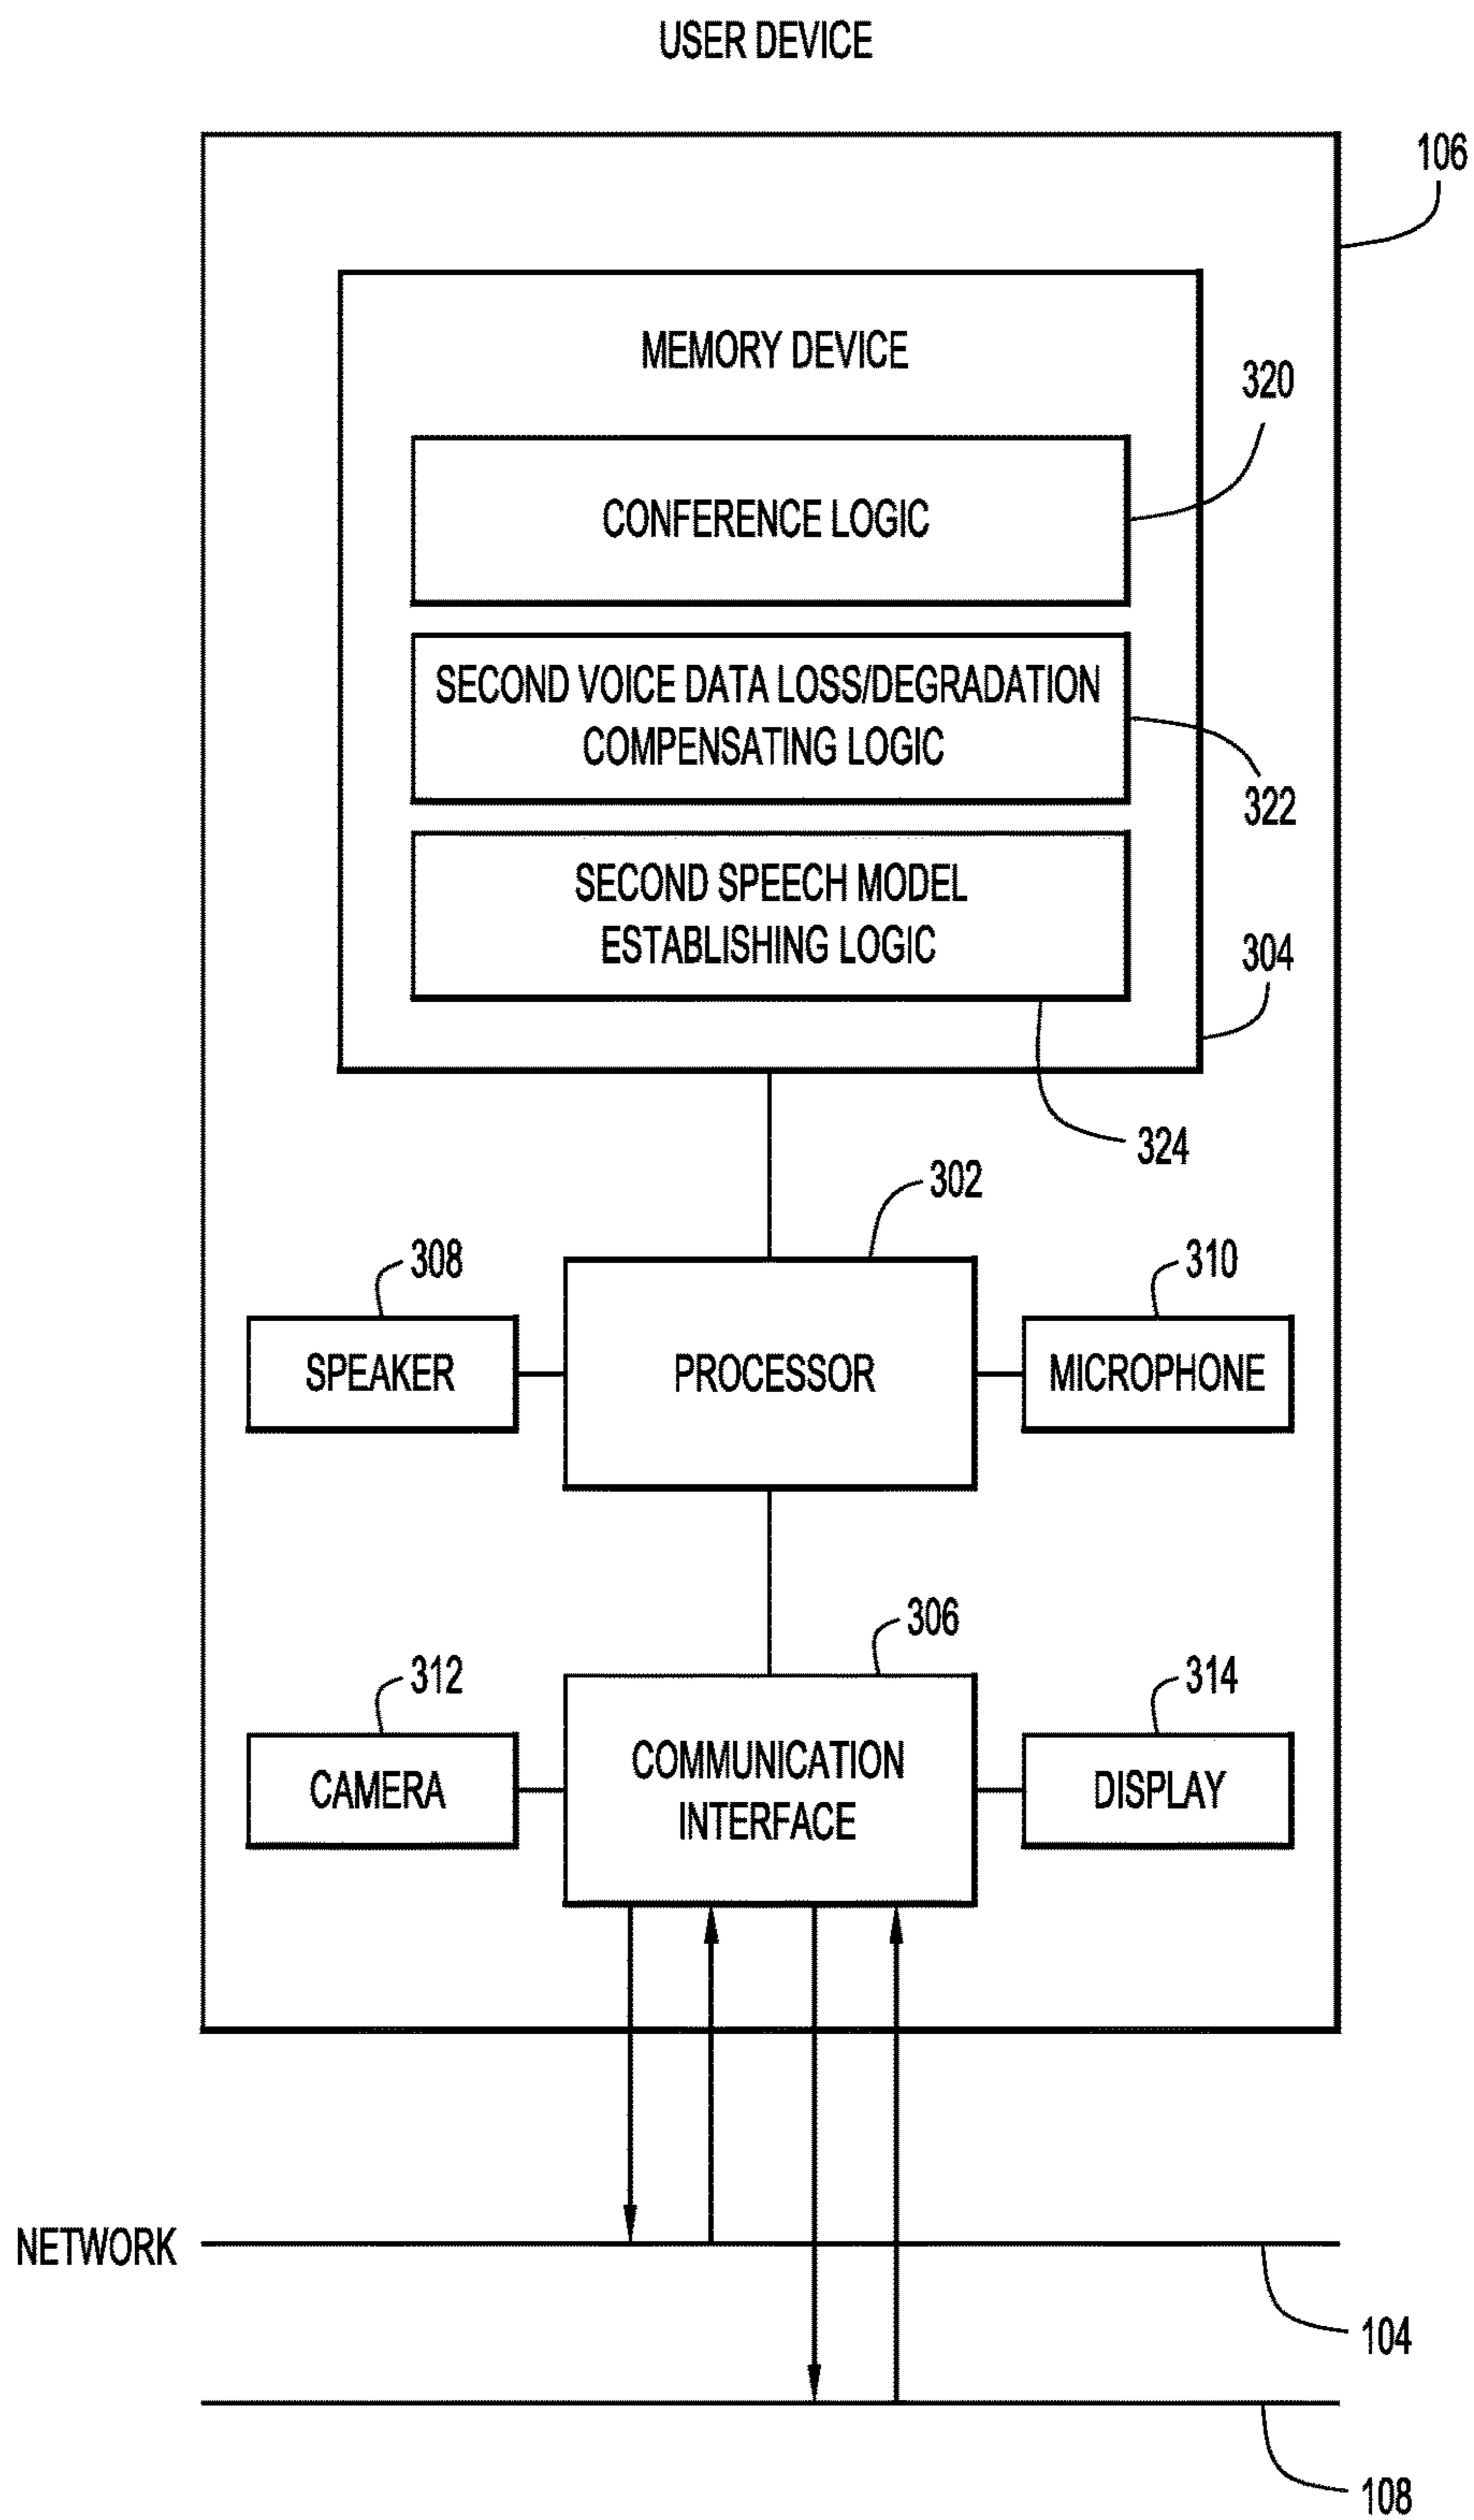 USER DEVICE
106
MEMORY DEVICE
320
CONFERENCE LOGIC
SECOND VOICE DATA LOSS/DEGRADATION
COMPENSATING LOGIC
322
SECOND SPEECH MODEL
ESTABLISHING LOGIC
304
324
302
308
310
SPEAKER
PROCESSOR
MICROPHONE
306
312
314
CAMERA
COMMUNICATION
INTERFACE
DISPLAY
NETWORK
104
108